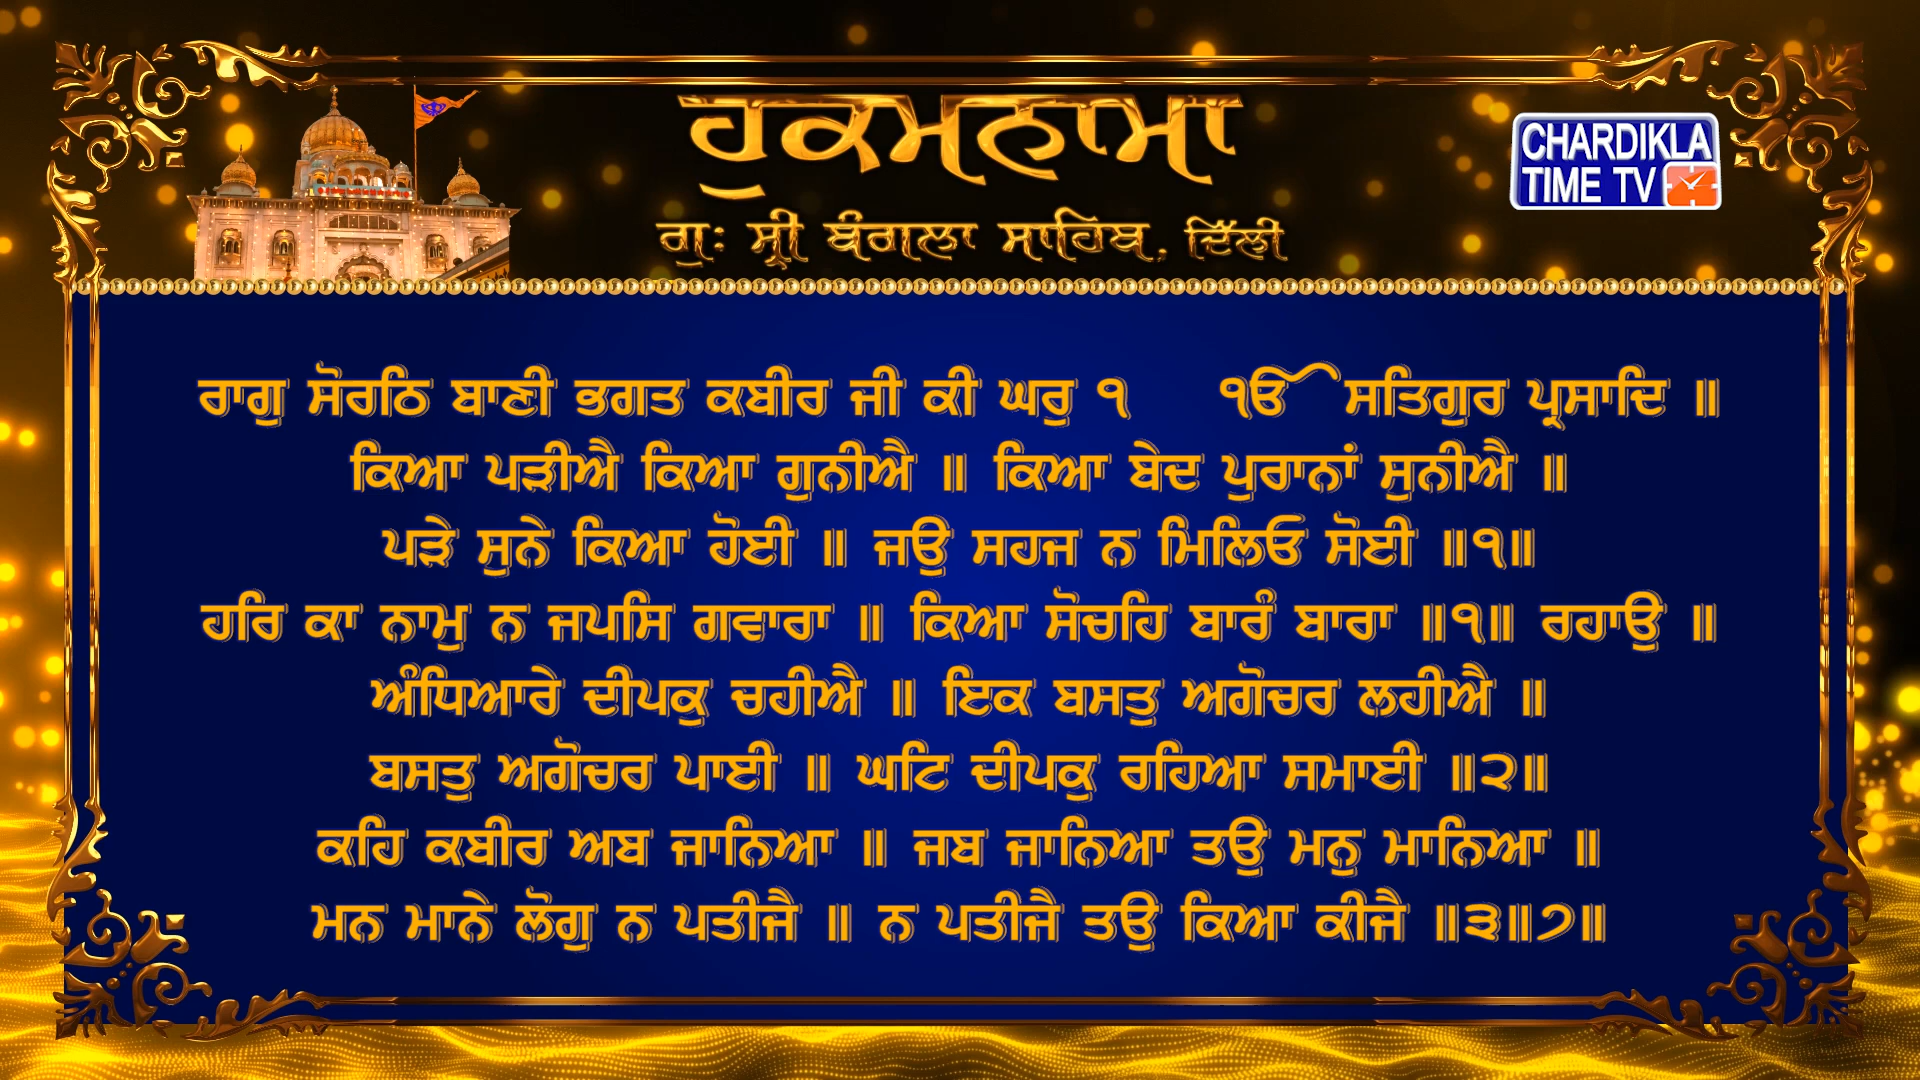 ਹੁਕਮਨਾਮਾ
ਗੁਃ ਸ੍ਰੀ ਬੰਗਲਾ ਸਾਹਿਬ, ਦਿੱਲੀ
CHARDIKLA
TIME TV
ਰਾਗੁ ਸੋਰਠਿ ਬਾਣੀ ਭਗਤ ਕਬੀਰ ਜੀ ਕੀ ਘਰੁ ੧ ੴ ਸਤਿਗੁਰ ਪ੍ਰਸਾਦਿ ॥
ਕਿਆ ਪੜੀਐ ਕਿਆ ਗੁਨੀਐ ॥ ਕਿਆ ਬੇਦ ਪੁਰਾਨਾਂ ਸੁਨੀਐ ॥
ਪੜੇ ਸੁਨੇ ਕਿਆ ਹੋਈ ॥ ਜਉ ਸਹਜ ਨ ਮਿਲਿਓ ਸੋਈ ॥੧॥
ਹਰਿ ਕਾ ਨਾਮੁ ਨ ਜਪਸਿ ਗਵਾਰਾ ॥ ਕਿਆ ਸੋਚਹਿ ਬਾਰੰ ਬਾਰਾ ॥੧॥ ਰਹਾਉ ॥
ਅੰਧਿਆਰੇ ਦੀਪਕੁ ਚਹੀਐ ॥ ਇਕ ਬਸਤੁ ਅਗੋਚਰ ਲਹੀਐ ॥
ਬਸਤੁ ਅਗੋਚਰ ਪਾਈ ॥ ਘਟਿ ਦੀਪਕੁ ਰਹਿਆ ਸਮਾਈ ॥੨॥
ਕਹਿ ਕਬੀਰ ਅਬ ਜਾਨਿਆ ॥ ਜਬ ਜਾਨਿਆ ਤਉ ਮਨੁ ਮਾਨਿਆ ॥
ਮਨ ਮਾਨੇ ਲੋਗੁ ਨ ਪਤੀਜੈ ॥ ਨ ਪਤੀਜੈ ਤਉ ਕਿਆ ਕੀਜੈ ॥੩॥੭॥